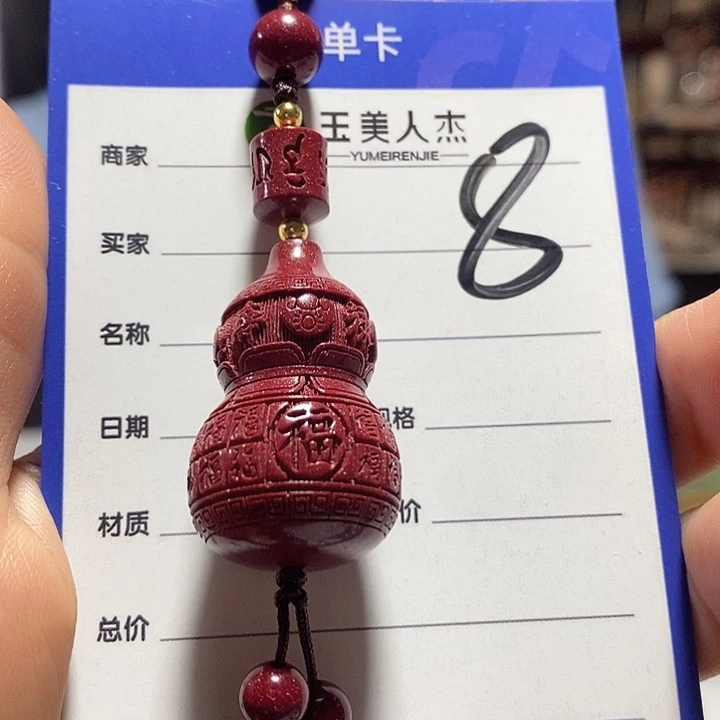 单卡
玉美人杰
YUMEIRENJIE
商家
8
买家
名称
日期
格
福
材质
价
总价